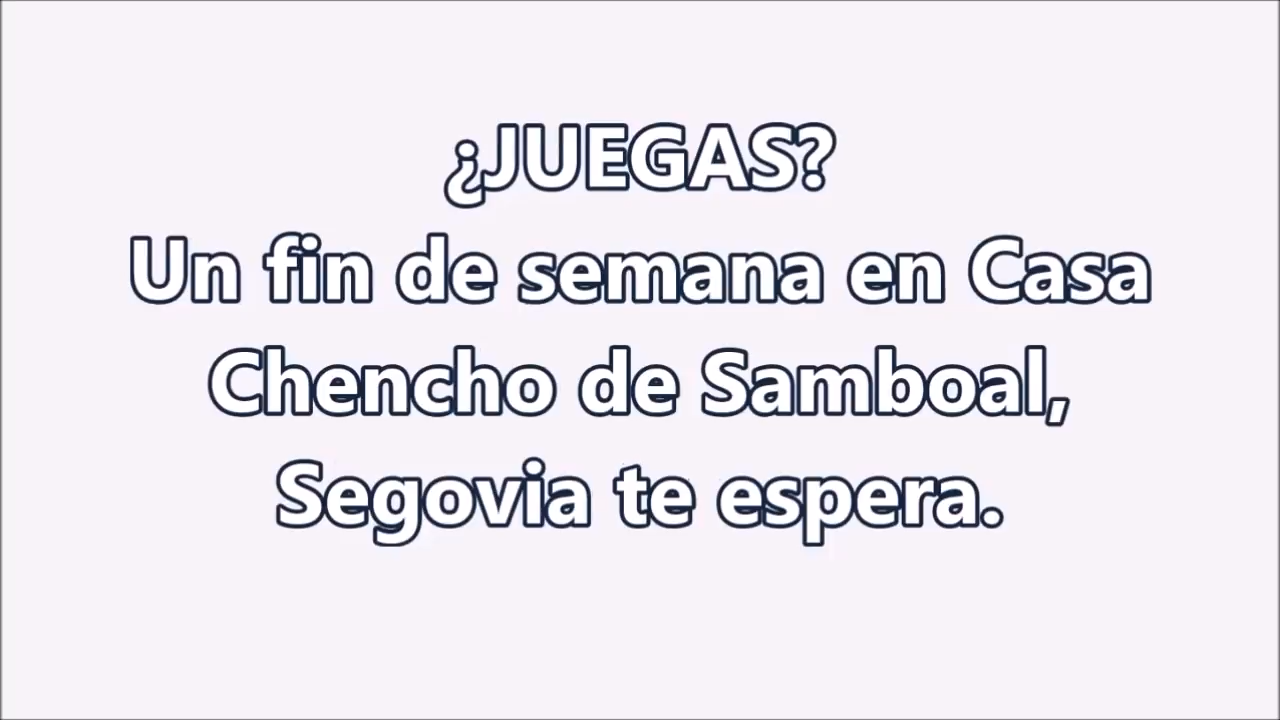 ¿JUEGAS?
Un fin de semana en Casa
Chencho de Samboal,
Segovia te espera.